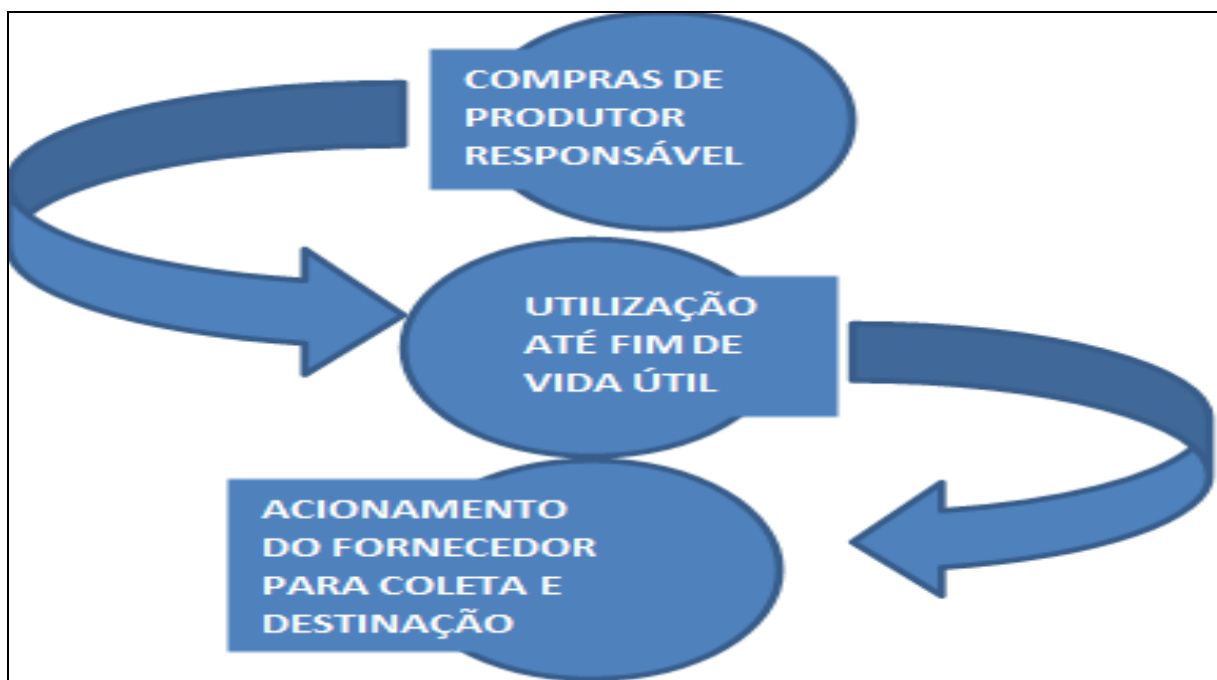 COMPRAS DE
PRODUTOR
RESPONSÁVEL
UTILIZAÇÃO
ATÉ FIM DE
VIDA ÚTIL
ACIONAMENTO
DO FORNECEDOR
PARA COLETA E
DESTINAÇÃO